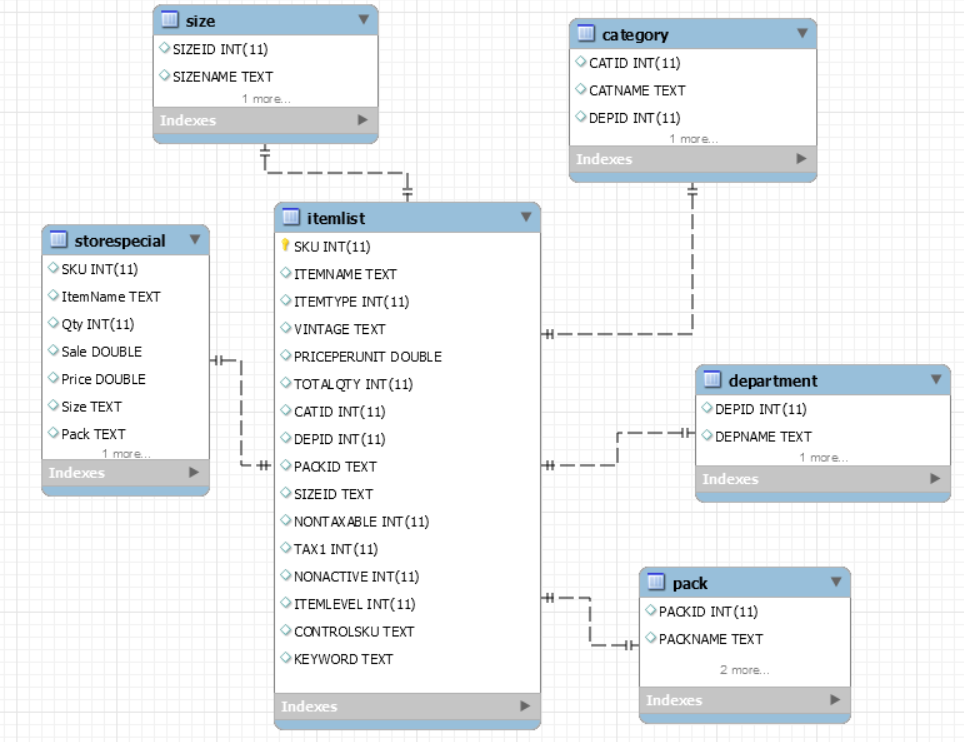 size
SIZEID INT(11)
SIZENAME TEXT
1 more...
Indexes
category
CATID INT(11)
CATNAME TEXT
DEPID INT(11)
1 more...
Indexes
storespecial
SKU INT(11)
ItemName TEXT
Qty INT(11)
Sale DOUBLE
Price DOUBLE
Size TEXT
Pack TEXT
1 more...
Indexes
itemlist
SKU INT(11)
ITEMNAME TEXT
ITEMTYPE INT(11)
VINTAGE TEXT
PRICEPERUNIT DOUBLE
TOTALQTY INT(11)
CATID INT(11)
DEPID INT(11)
PACKID TEXT
SIZEID TEXT
NONTAXABLE INT(11)
TAX1 INT(11)
NONACTIVE INT(11)
ITEMLEVEL INT(11)
CONTROLSKU TEXT
KEYWORD TEXT
Indexes
department
DEPID INT(11)
DEPNAME TEXT
1 more...
Indexes
pack
PACKID INT(11)
PACKNAME TEXT
2 more...
Indexes